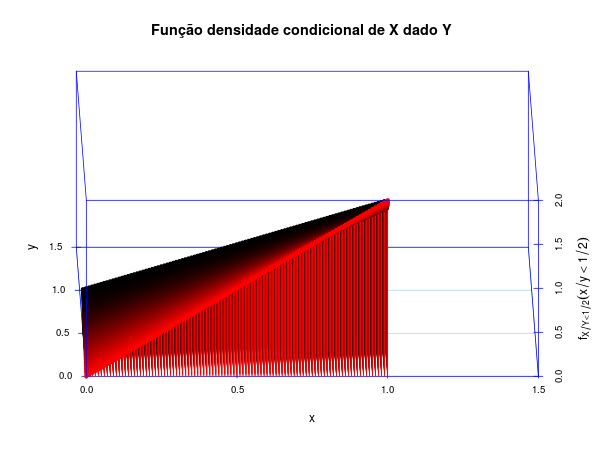 Função densidade condicional de X dado Y
2.0
1.5
1.0
0.5
0.0
f_{X/Y<1/2}(x/y<1/2)
y
1.5
1.0
0.5
0.0
0.0 0.5 1.0 1.5
x